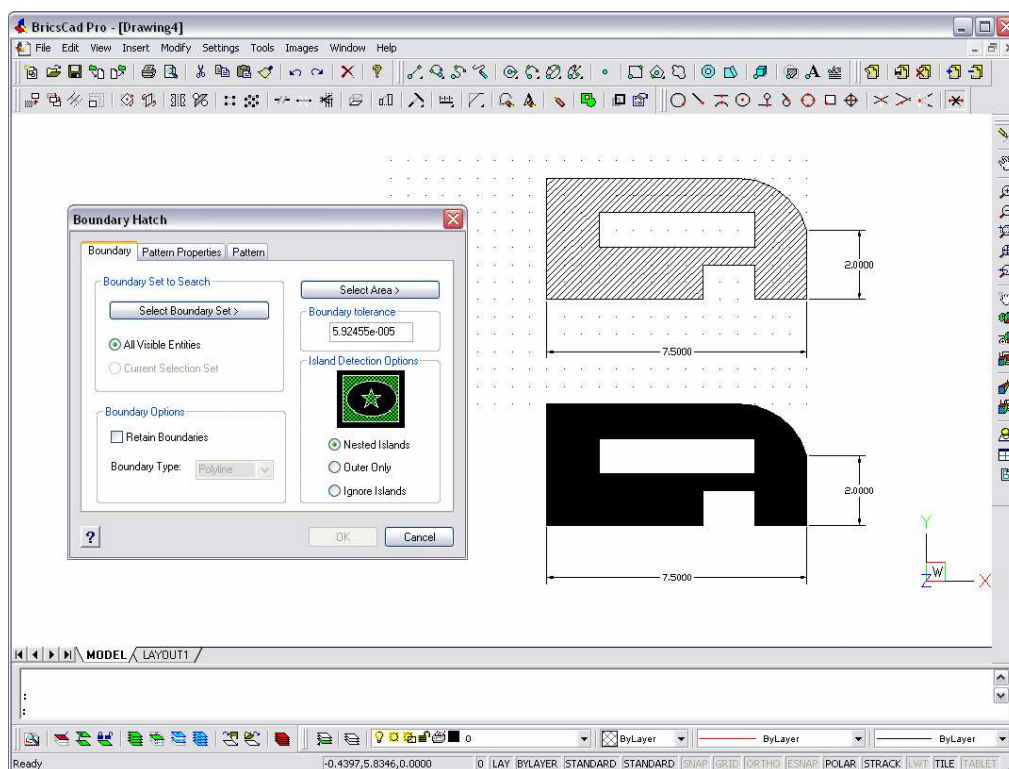 BricsCad Pro - [Drawing4]
File Edit View Insert Modify Settings Tools Images Window Help
Boundary Hatch
Boundary Pattern Properties Pattern
Boundary Set to Search
Select Boundary Set >
All Visible Entities
Current Selection Set
Boundary Options
Retain Boundaries
Boundary Type: Polyline
Select Area >
Boundary tolerance
5.92455e-005
Island Detection Options
Nested Islands
Outer Only
Ignore Islands
? OK Cancel
2.0000
7.5000
2.0000
7.5000
Y
W
Z X
MODEL LAYOUT1
:
:
0 ByLayer ByLayer ByLayer
Ready -0.4397,5.8346,0.0000 0 LAY BYLAYER STANDARD STANDARD SNAP GRID ORTHO ESNAP POLAR STRACK LWT TILE TABLET